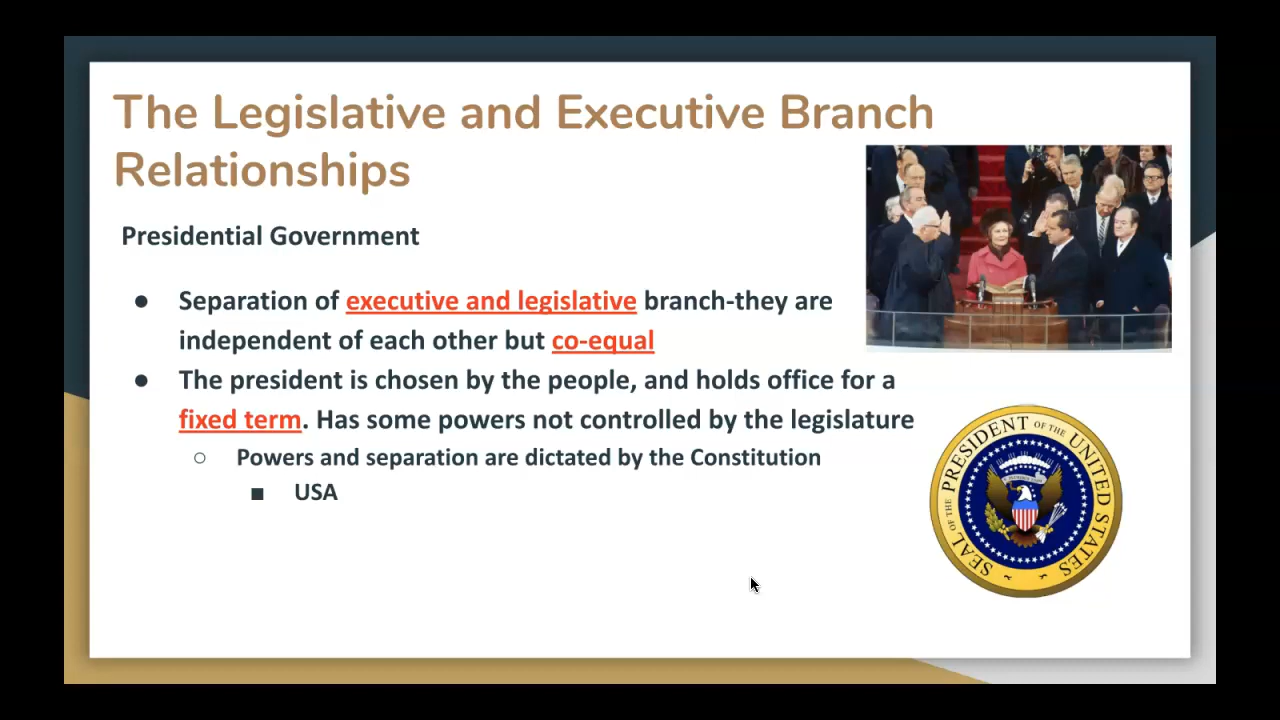 The Legislative and Executive Branch
Relationships
Presidential Government
● Separation of executive and legislative branch-they are
independent of each other but co-equal
● The president is chosen by the people, and holds office for a
fixed term. Has some powers not controlled by the legislature
○ Powers and separation are dictated by the Constitution
■ USA
SEAL OF THE PRESIDENT OF THE UNITED STATES